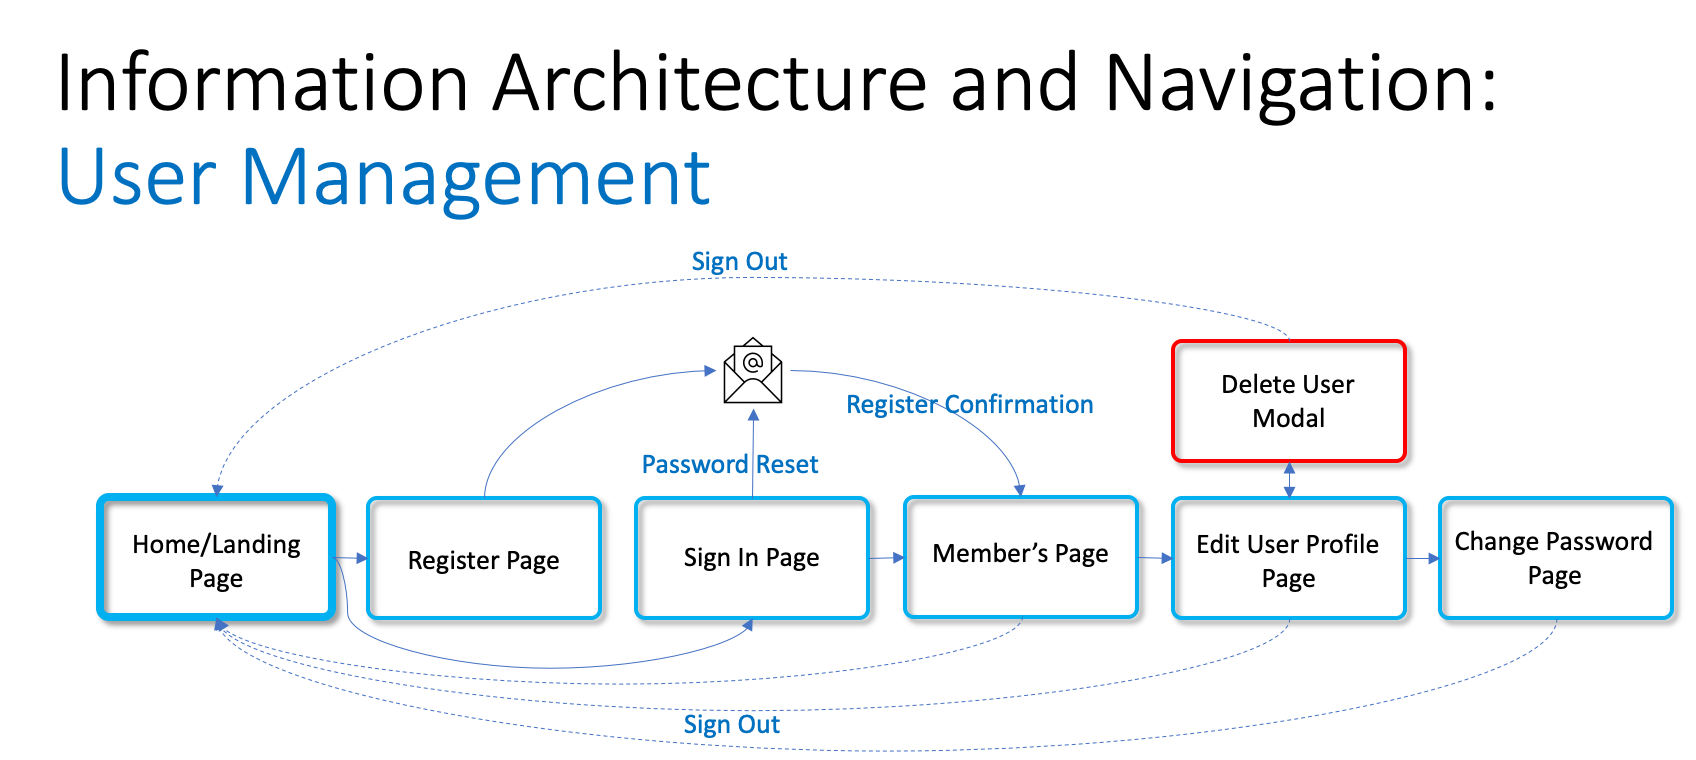 Information Architecture and Navigation:
User Management
Sign Out
@
Delete User
Modal
Register Confirmation
Password Reset
Home/Landing
Page
Register Page
Sign In Page
Member’s Page
Edit User Profile
Page
Change Password
Page
Sign Out